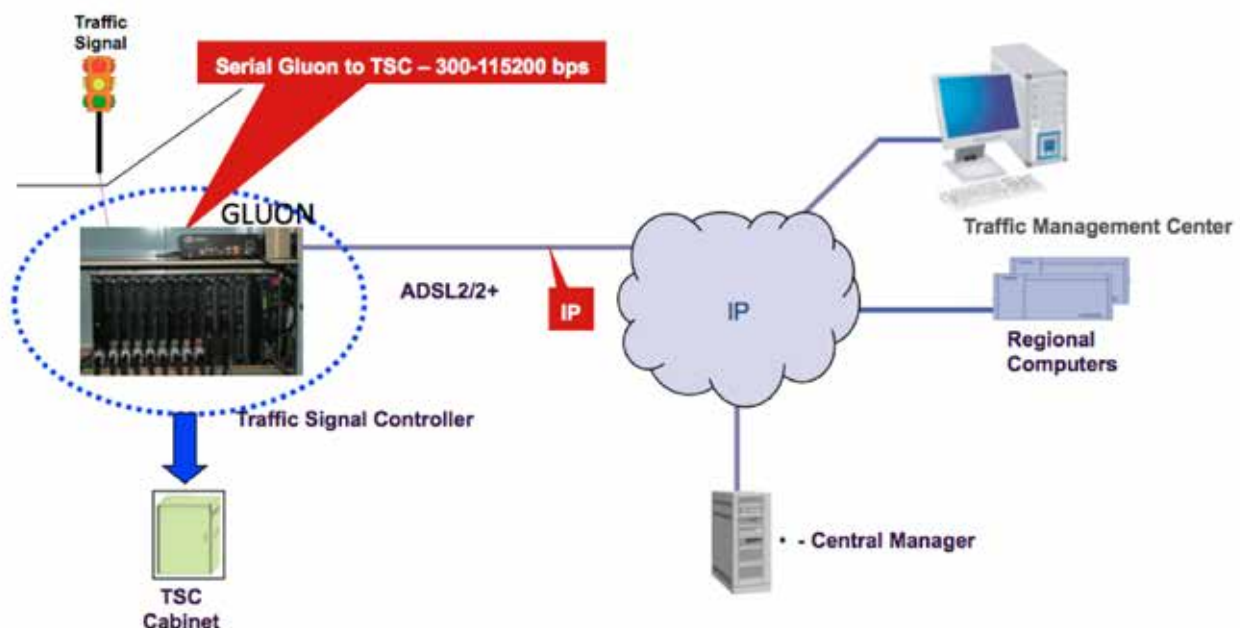 Traffic
Signal
Serial Gluon to TSC – 300-115200 bps
GLUON
ADSL2/2+
IP
IP
Traffic Management Center
Regional
Computers
Traffic Signal Controller
TSC
Cabinet
· - Central Manager